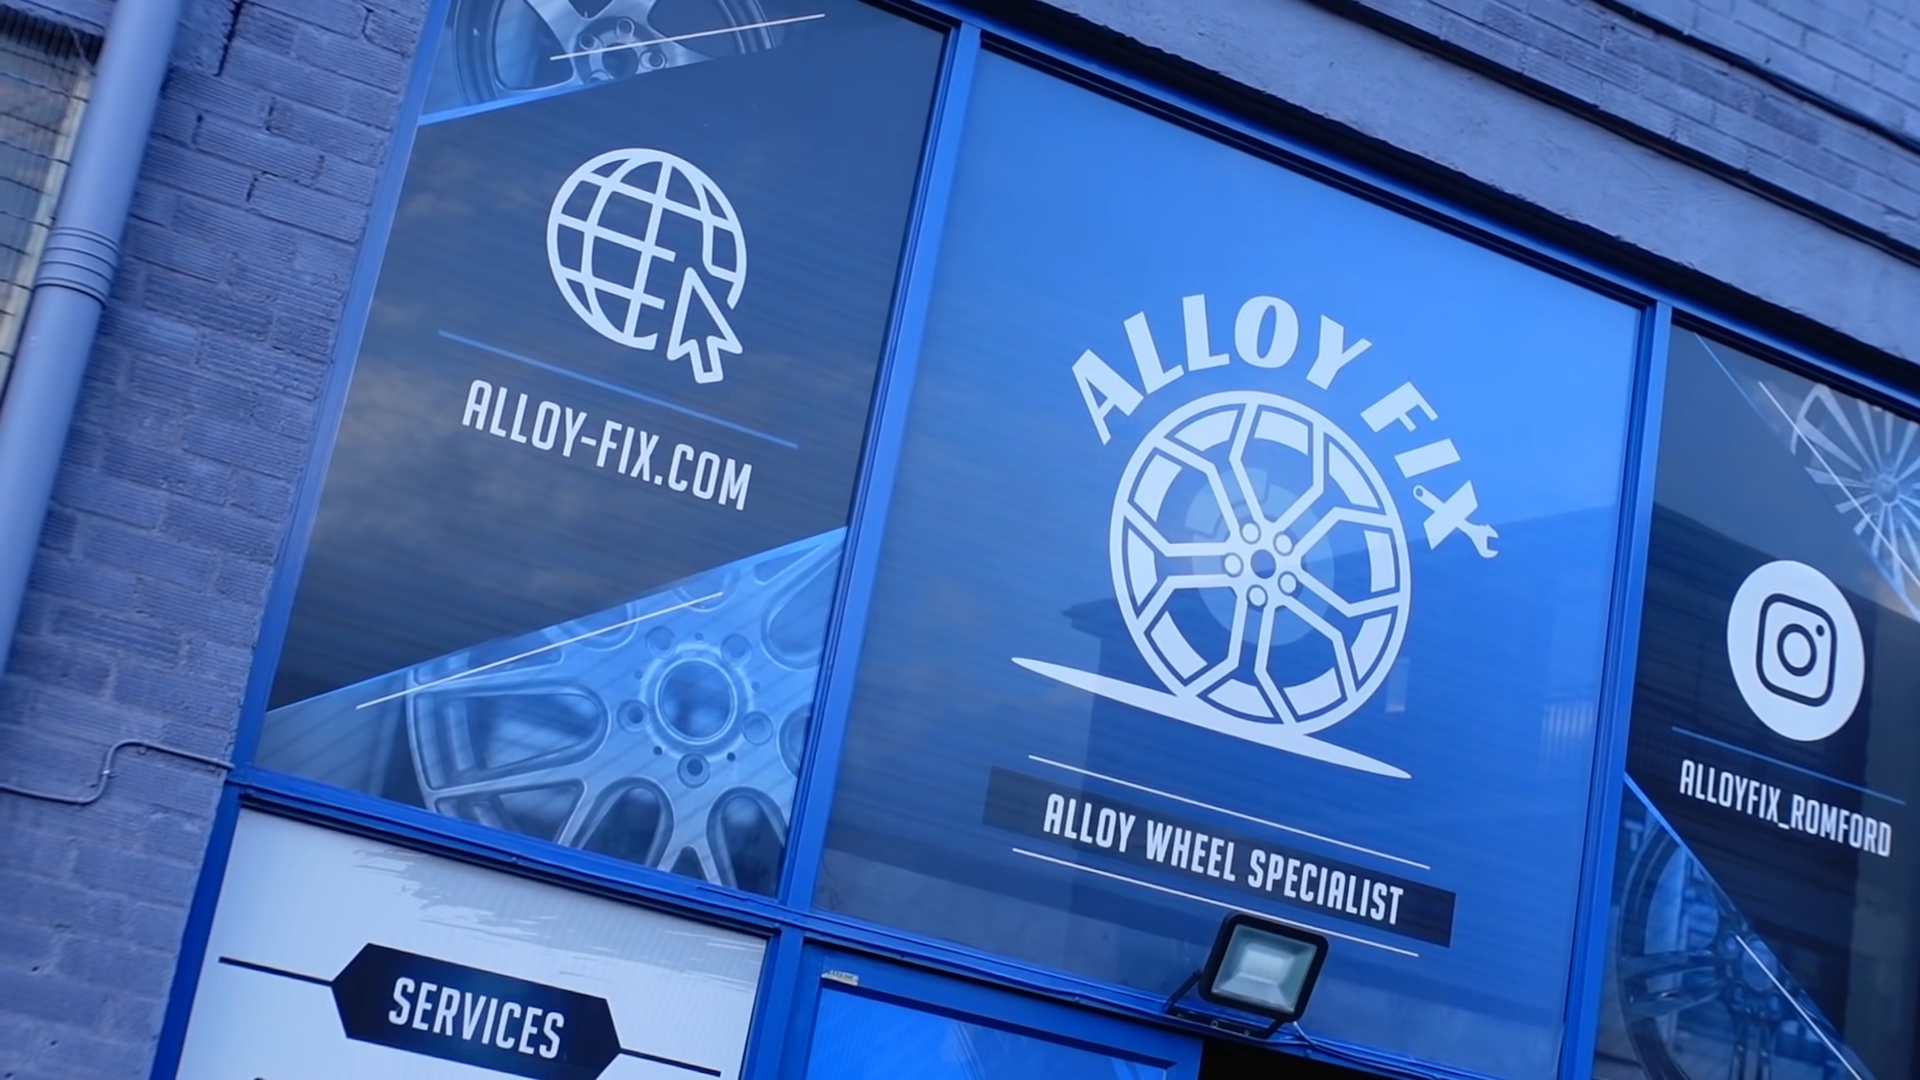 ALLOY-FIX.COM
ALLOY FIX
ALLOY WHEEL SPECIALIST
ALLOYFIX_ROMFORD
SERVICES